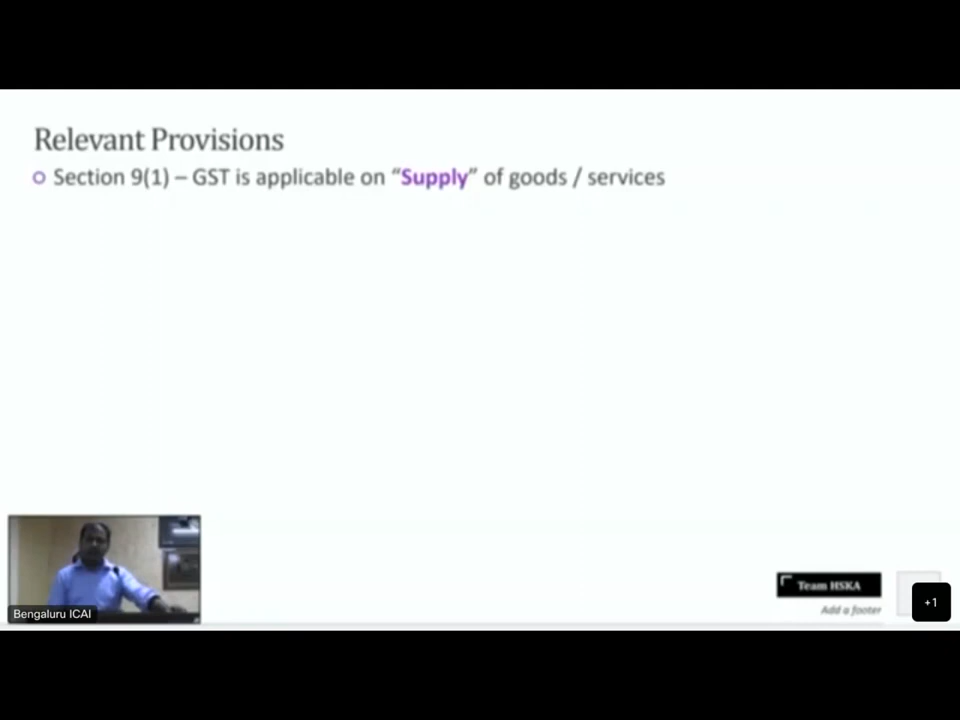 Relevant Provisions
Section 9(1) – GST is applicable on “Supply” of goods / services
Bengaluru ICAI
Team HSKA
Add a footer
+1